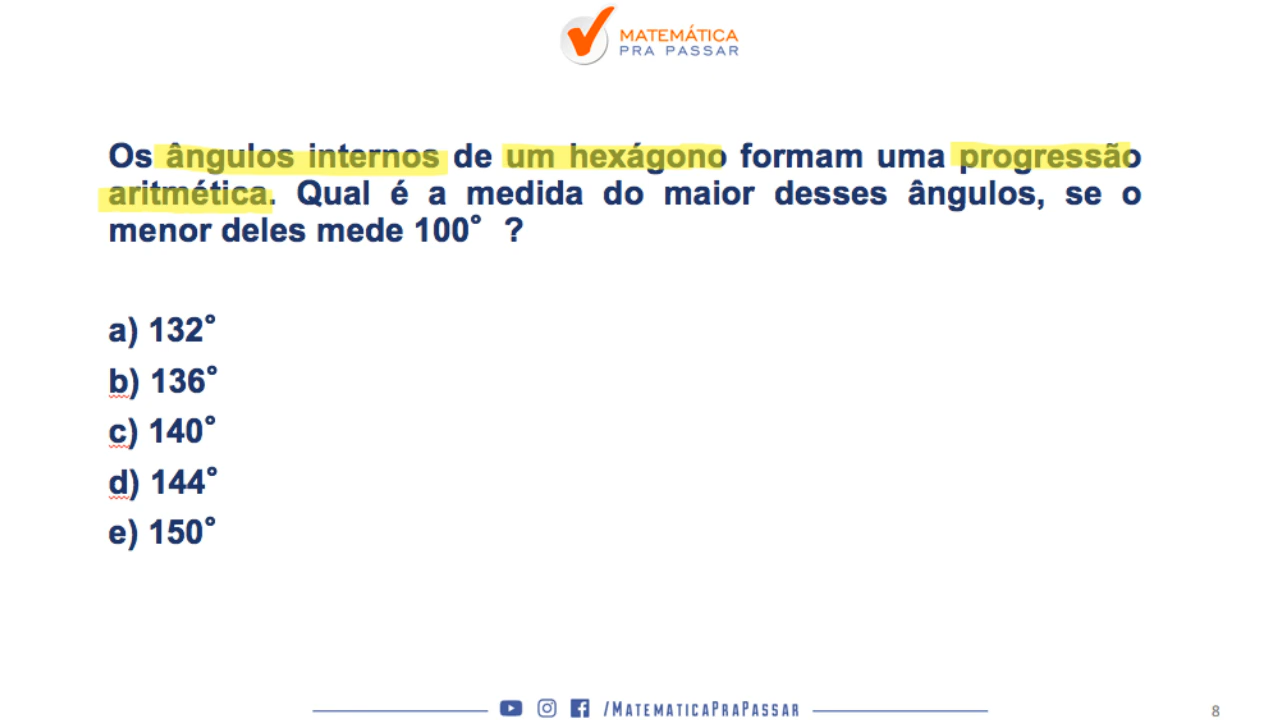 MATEMÁTICA
PRA PASSAR
Os ângulos internos de um hexágono formam uma progressão
aritmética. Qual é a medida do maior desses ângulos, se o
menor deles mede 100° ?
a) 132°
b) 136°
c) 140°
d) 144°
e) 150°
/MATEMATICAPRAPASSAR
8